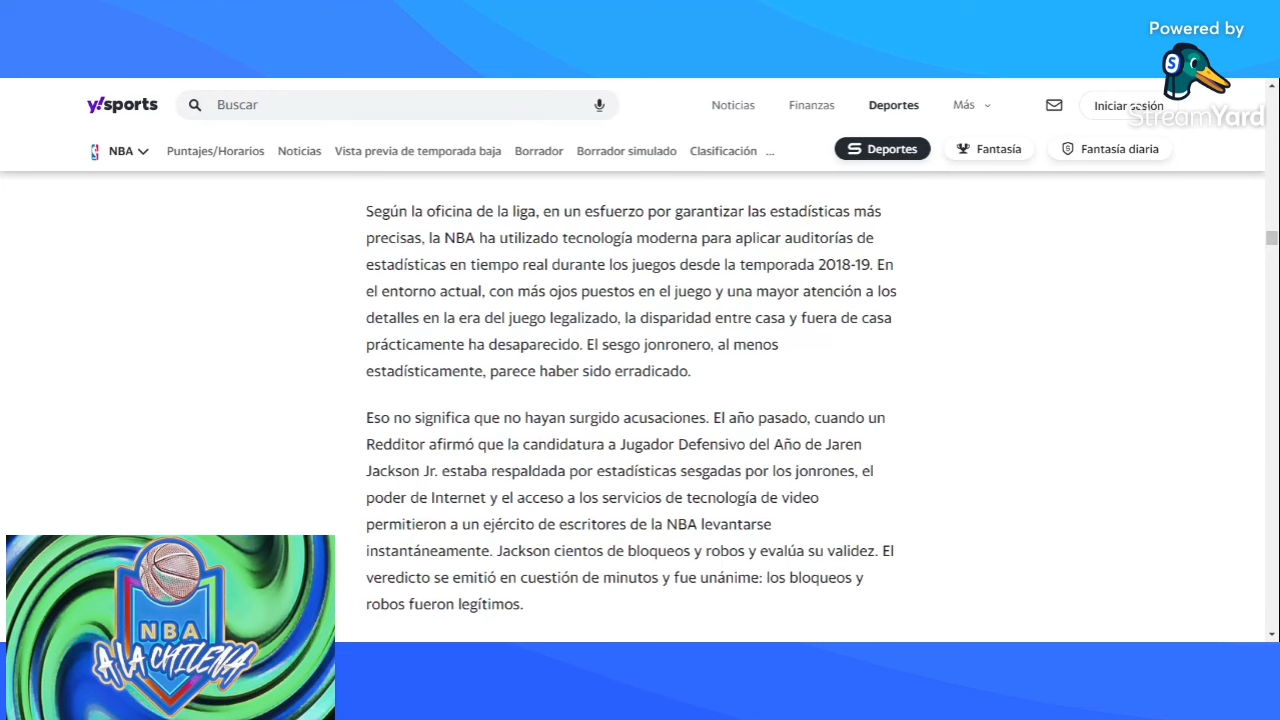 Powered by
StreamYard
y!sports
Buscar
Noticias
Finanzas
Deportes
Más
Iniciar sesión
NBA
Puntajes/Horarios
Noticias
Vista previa de temporada baja
Borrador
Borrador simulado
Clasificación
...
Deportes
Fantasía
Fantasía diaria
Según la oficina de la liga, en un esfuerzo por garantizar las estadísticas más
precisas, la NBA ha utilizado tecnología moderna para aplicar auditorías de
estadísticas en tiempo real durante los juegos desde la temporada 2018-19. En
el entorno actual, con más ojos puestos en el juego y una mayor atención a los
detalles en la era del juego legalizado, la disparidad entre casa y fuera de casa
prácticamente ha desaparecido. El sesgo jonronero, al menos
estadísticamente, parece haber sido erradicado.
Eso no significa que no hayan surgido acusaciones. El año pasado, cuando un
Redditor afirmó que la candidatura a Jugador Defensivo del Año de Jaren
Jackson Jr. estaba respaldada por estadísticas sesgadas por los jonrones, el
poder de Internet y el acceso a los servicios de tecnología de video
permitieron a un ejército de escritores de la NBA levantarse
instantáneamente. Jackson cientos de bloqueos y robos y evalúa su validez. El
veredicto se emitió en cuestión de minutos y fue unánime: los bloqueos y
robos fueron legítimos.
NBA
A LA CHILENA